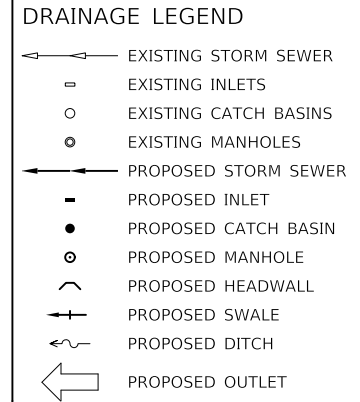 DRAINAGE LEGEND
EXISTING STORM SEWER
EXISTING INLETS
EXISTING CATCH BASINS
EXISTING MANHOLES
PROPOSED STORM SEWER
PROPOSED INLET
PROPOSED CATCH BASIN
PROPOSED MANHOLE
PROPOSED HEADWALL
PROPOSED SWALE
PROPOSED DITCH
PROPOSED OUTLET